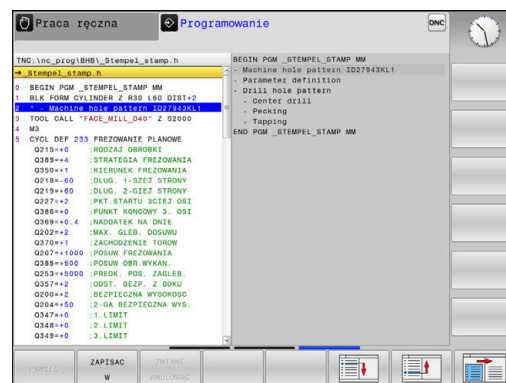 Praca ręczna
Programowanie
DNC
TNC:\nc_prog\BHB\_Stempel_stamp.h
→_Stempel_stamp.h
0 BEGIN PGM _STEMPEL_STAMP MM
1 BLK FORM CYLINDER Z R30 L60 DIST+2
2 * - Machine hole pattern ID27943KL1
3 TOOL CALL "FACE_MILL_D40" Z S2000
4 M3
5 CYCL DEF 233 FREZOWANIE PLANOWE
Q215=+0 ;RODZAJ OBROBKI
Q389=+4 ;STRATEGIA FREZOWANIA
Q350=+1 ;KIERUNEK FREZOWANIA
Q218=-60 ;DLUG. 1-SZEJ STRONY
Q219=+60 ;DLUG. 2-GIEJ STRONY
Q227=+2 ;PKT.STARTU 3CIEJ OSI
Q386=+0 ;PUNKT KONCOWY 3. OSI
Q369=+0.4 ;NADDATEK NA DNIE
Q202=+2 ;MAX. GLEB. DOSUWU
Q370=+1 ;ZACHODZENIE TOROW
Q207=+1000 ;POSUW FREZOWANIA
Q385=+500 ;POSUW OBR.WYKAN.
Q253=+5000 ;PREDK. POS. ZAGLEB.
Q357=+2 ;ODST. BEZP. Z BOKU
Q200=+2 ;BEZPIECZNA WYSOKOSC
Q204=+50 ;2-GA BEZPIECZNA WYS.
Q347=+0 ;1.LIMIT
Q348=+0 ;2.LIMIT
Q349=+0 ;3.LIMIT
BEGIN PGM _STEMPEL_STAMP MM
- Machine hole pattern ID27943KL1
- Parameter definition
- Drill hole pattern
- Center drill
- Pecking
- Tapping
END PGM _STEMPEL_STAMP MM
ZAPISAC
W
ZMIANE
ANULOWAC